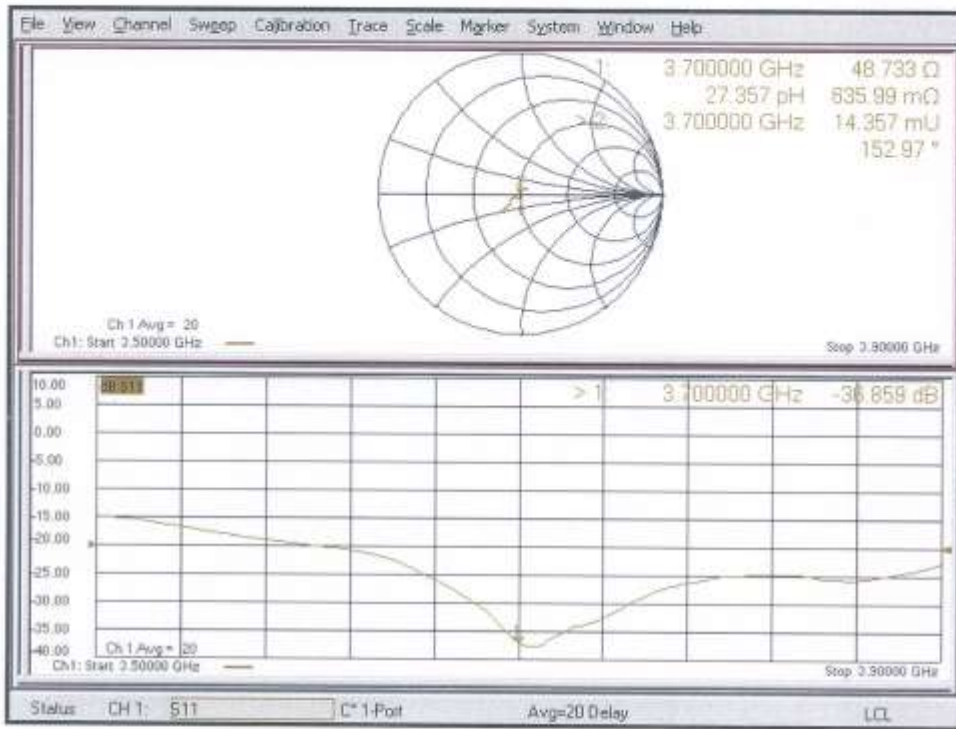 File View Channel Sweep Calibration Trace Scale Marker System Window Help
1: 3.700000 GHz 48.733 Ω
27.357 pH 635.99 mΩ
> 2: 3.700000 GHz 14.357 mU
152.97 °
Ch 1 Avg = 20
Ch1: Start 3.50000 GHz
Stop 3.90000 GHz
10.00
dB S11
> 1: 3.700000 GHz -36.859 dB
5.00
0.00
-5.00
-10.00
-15.00
-20.00
-25.00
-30.00
-35.00
1
-40.00
Ch 1 Avg = 20
Ch1: Start 3.50000 GHz
Stop 3.90000 GHz
Status CH 1: S11 C* 1-Port Avg=20 Delay LCL